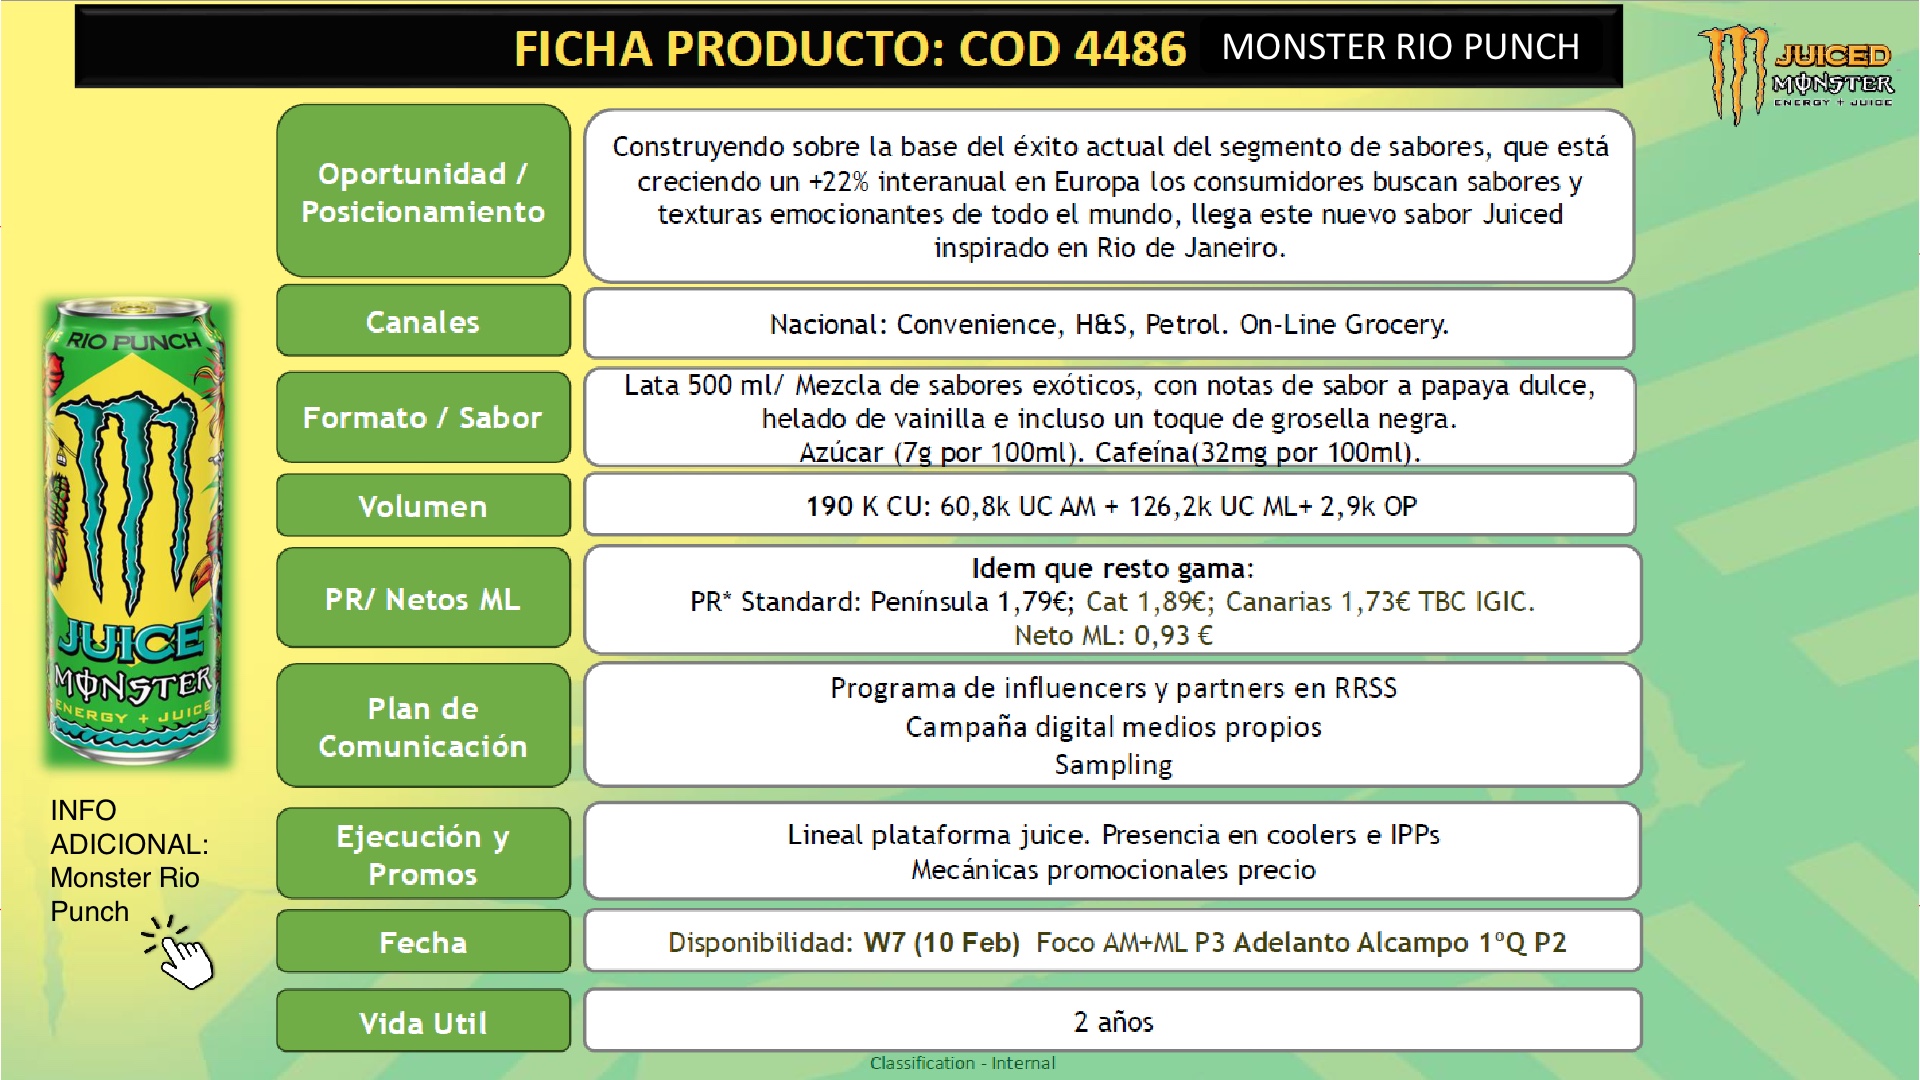 FICHA PRODUCTO: COD 4486 MONSTER RIO PUNCH
JUICED
MONSTER
ENERGY + JUICE
Oportunidad /
Posicionamiento
Construyendo sobre la base del éxito actual del segmento de sabores, que está
creciendo un +22% interanual en Europa los consumidores buscan sabores y
texturas emocionantes de todo el mundo, llega este nuevo sabor Juiced
inspirado en Rio de Janeiro.
Canales
Nacional: Convenience, H&S, Petrol. On-Line Grocery.
Formato / Sabor
Lata 500 ml/ Mezcla de sabores exóticos, con notas de sabor a papaya dulce,
helado de vainilla e incluso un toque de grosella negra.
Azúcar (7g por 100ml). Cafeína(32mg por 100ml).
Volumen
190 K CU: 60,8k UC AM + 126,2k UC ML+ 2,9k OP
PR/ Netos ML
Idem que resto gama:
PR* Standard: Península 1,79€; Cat 1,89€; Canarias 1,73€ TBC IGIC.
Neto ML: 0,93 €
Plan de
Comunicación
Programa de influencers y partners en RRSS
Campaña digital medios propios
Sampling
Ejecución y
Promos
Lineal plataforma juice. Presencia en coolers e IPPs
Mecánicas promocionales precio
Fecha
Disponibilidad: W7 (10 Feb) Foco AM+ML P3 Adelanto Alcampo 1ºQ P2
Vida Util
2 años
RIO PUNCH
JUICE
MONSTER
ENERGY + JUICE
INFO
ADICIONAL:
Monster Rio
Punch
Classification - Internal